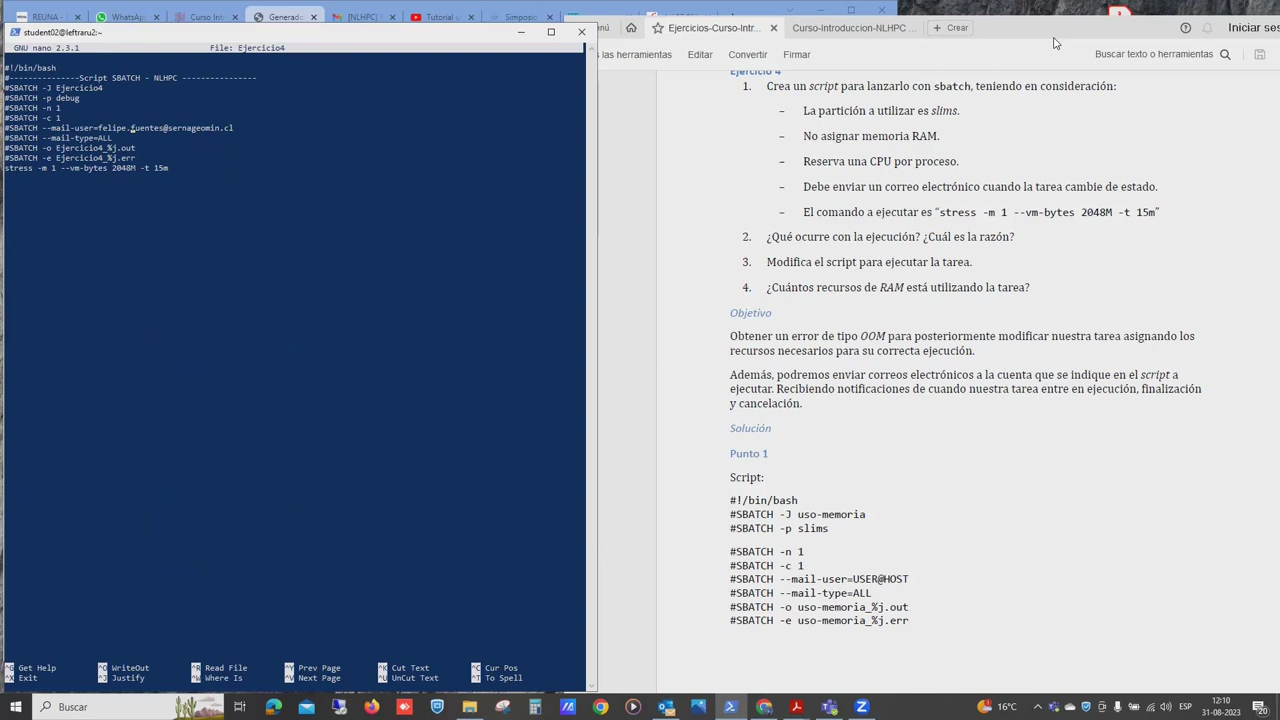 REUNA -
WhatsApp
Curso Intro
Generado
[NLHPC]
Tutorial y
Simposio
student02@leftraru2:~
Ejercicios-Curso-Intr...
Curso-Introduccion-NLHPC ...
Crear
Iniciar ses
GNU nano 2.3.1
File: Ejercicio4
Editar
Convertir
Firmar
Buscar texto o herramientas
#!/bin/bash
#---------------Script SBATCH - NLHPC ----------------
#SBATCH -J Ejercicio4
#SBATCH -p debug
#SBATCH -n 1
#SBATCH -c 1
#SBATCH --mail-user=felipe.fuentes@sernageomin.cl
#SBATCH --mail-type=ALL
#SBATCH -o Ejercicio4_%j.out
#SBATCH -e Ejercicio4_%j.err
stress -m 1 --vm-bytes 2048M -t 15m
^G Get Help
^O WriteOut
^R Read File
^Y Prev Page
^K Cut Text
^C Cur Pos
^X Exit
^J Justify
^W Where Is
^V Next Page
^U UnCut Text
^T To Spell
Ejercicio 4
1. Crea un script para lanzarlo con sbatch, teniendo en consideración:
– La partición a utilizar es slims.
– No asignar memoria RAM.
– Reserva una CPU por proceso.
– Debe enviar un correo electrónico cuando la tarea cambie de estado.
– El comando a ejecutar es “stress -m 1 --vm-bytes 2048M -t 15m”
2. ¿Qué ocurre con la ejecución? ¿Cuál es la razón?
3. Modifica el script para ejecutar la tarea.
4. ¿Cuántos recursos de RAM está utilizando la tarea?
Objetivo
Obtener un error de tipo OOM para posteriormente modificar nuestra tarea asignando los
recursos necesarios para su correcta ejecución.
Además, podremos enviar correos electrónicos a la cuenta que se indique en el script a
ejecutar. Recibiendo notificaciones de cuando nuestra tarea entre en ejecución, finalización
y cancelación.
Solución
Punto 1
Script:
#!/bin/bash
#SBATCH -J uso-memoria
#SBATCH -p slims
#SBATCH -n 1
#SBATCH -c 1
#SBATCH --mail-user=USER@HOST
#SBATCH --mail-type=ALL
#SBATCH -o uso-memoria_%j.out
#SBATCH -e uso-memoria_%j.err
Buscar
16°C
ESP
12:10
31-08-2023